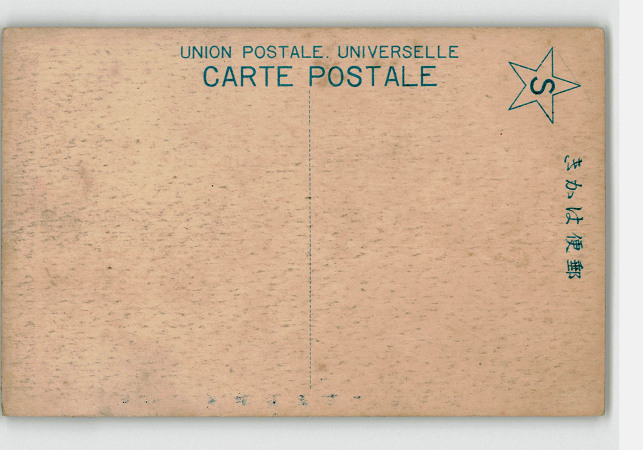 UNION POSTALE. UNIVERSELLE
CARTE POSTALE
S
きかは便郵